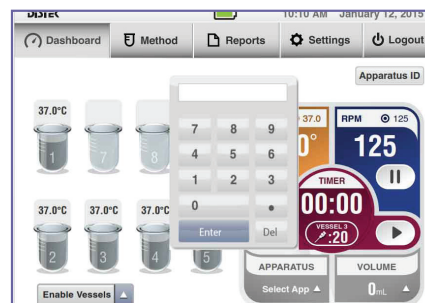 DISTEK
10:10 AM January 12, 2015
Dashboard Method Reports Settings Logout
Apparatus ID
37.0°C
1 7 8
37.0 RPM 125
125
7 8 9
4 5 6
1 2 3
0 .
Enter Del
TIMER
00:00
VESSEL 3
:20
37.0°C 37.0°C 37.0°C
2 3 4 5
APPARATUS VOLUME
Select App 0mL
Enable Vessels